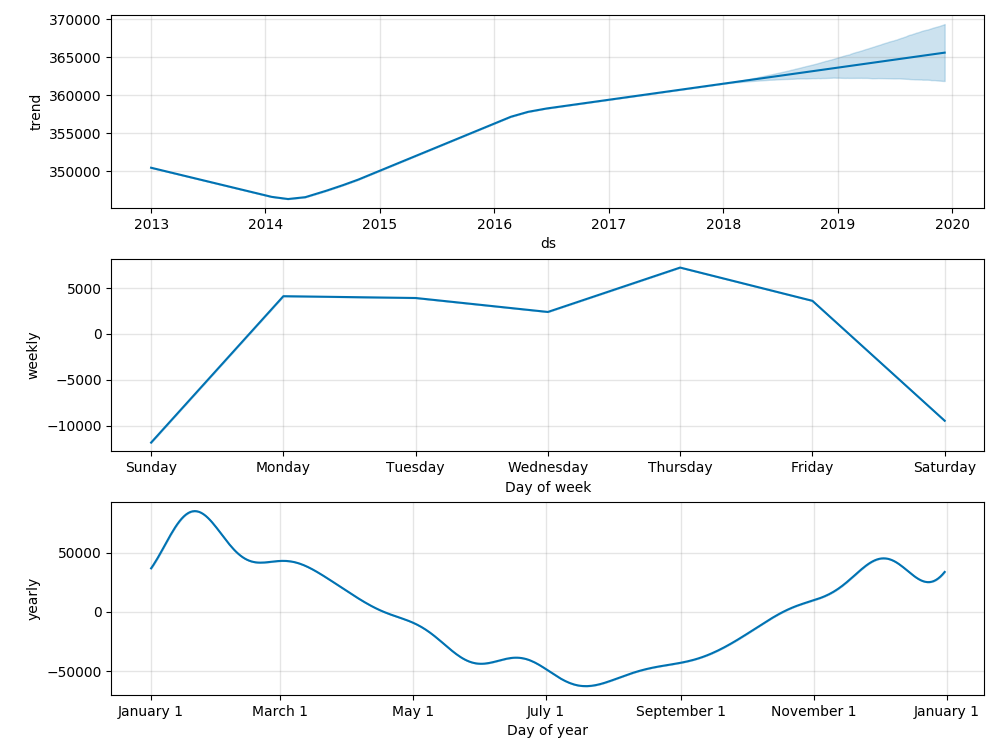 370000
365000
360000
355000
350000
trend
2013 2014 2015 2016 2017 2018 2019 2020
ds
5000
0
−5000
−10000
weekly
Sunday Monday Tuesday Wednesday Thursday Friday Saturday
Day of week
50000
0
−50000
yearly
January 1 March 1 May 1 July 1 September 1 November 1 January 1
Day of year